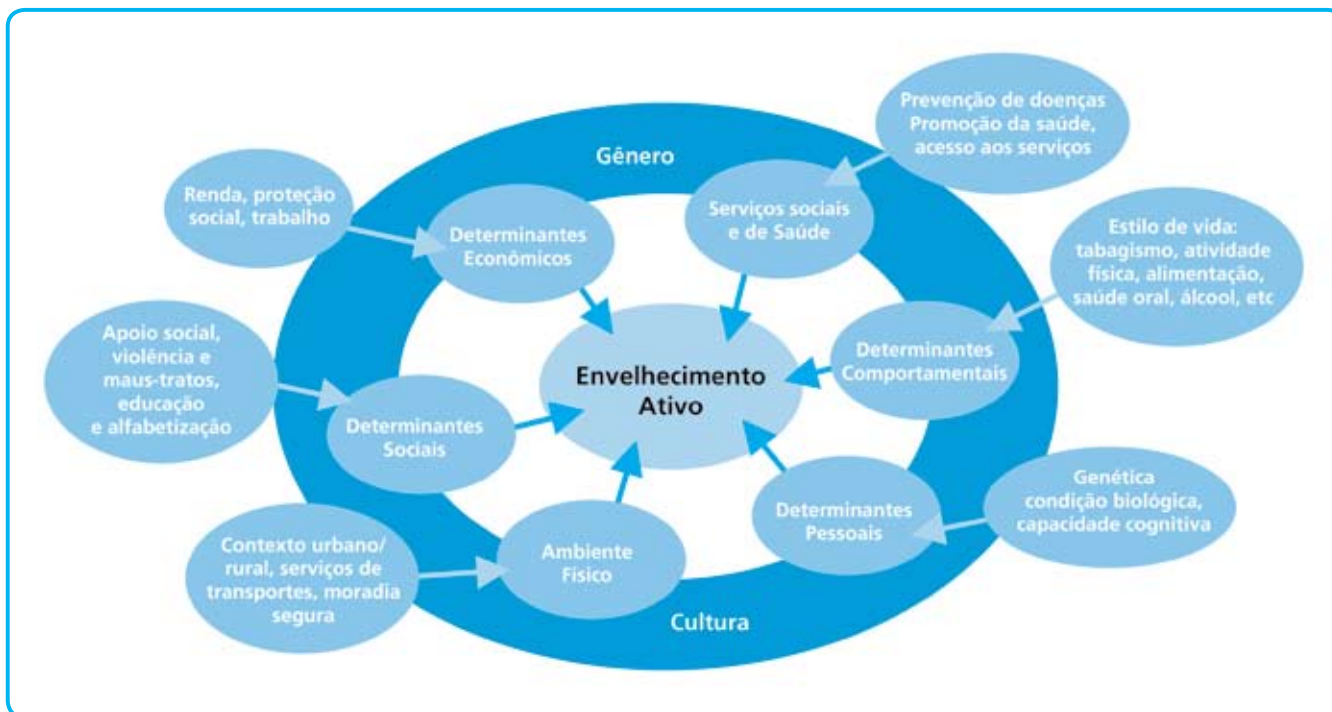 Gênero
Prevenção de doenças
Promoção da saúde,
acesso aos serviços
Renda, proteção
social, trabalho
Determinantes
Econômicos
Serviços sociais
e de Saúde
Estilo de vida:
tabagismo, atividade
física, alimentação,
saúde oral, álcool, etc
Apoio social,
violência e
maus-tratos,
educação
e alfabetização
Determinantes
Sociais
Envelhecimento
Ativo
Determinantes
Comportamentais
Contexto urbano/
rural, serviços de
transportes, moradia
segura
Ambiente
Físico
Determinantes
Pessoais
Genética
condição biológica,
capacidade cognitiva
Cultura